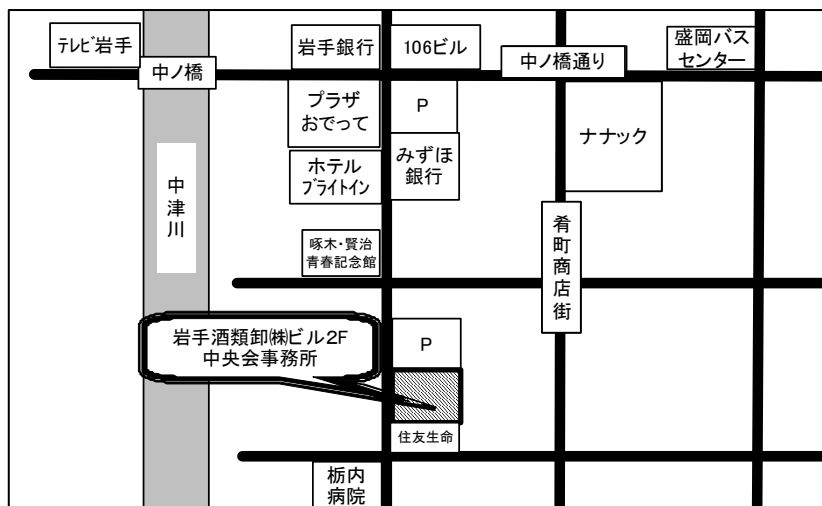 テレビ岩手
岩手銀行
106ビル
中ノ橋通り
盛岡バス
センター
中ノ橋
プラザ
おでって
P
ナナック
ホテル
ブライトイン
みずほ
銀行
中津川
肴町商店街
啄木・賢治
青春記念館
岩手酒類卸㈱ビル2F
中央会事務所
P
住友生命
栃内
病院